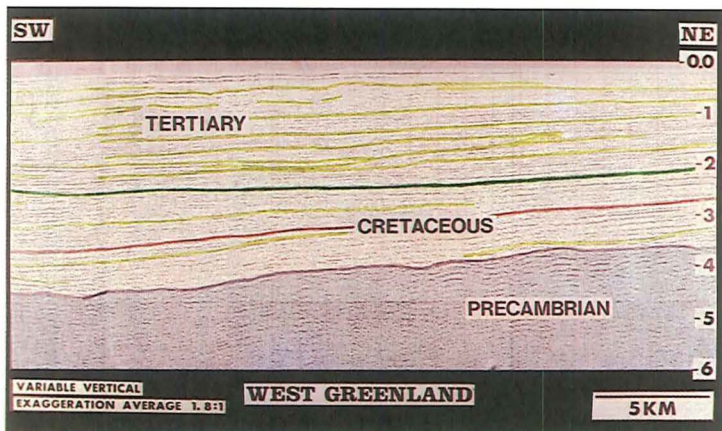 SW
NE
0.0
-1
TERTIARY
-2
-3
CRETACEOUS
-4
PRECAMBRIAN
-5
-6
VARIABLE VERTICAL
EXAGGERATION AVERAGE 1.8:1
WEST GREENLAND
5KM